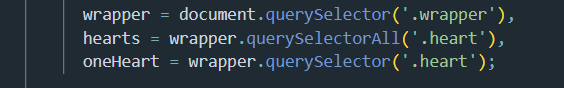 wrapper = document.querySelector('.wrapper'),
hearts = wrapper.querySelectorAll('.heart'),
oneHeart = wrapper.querySelector('.heart');